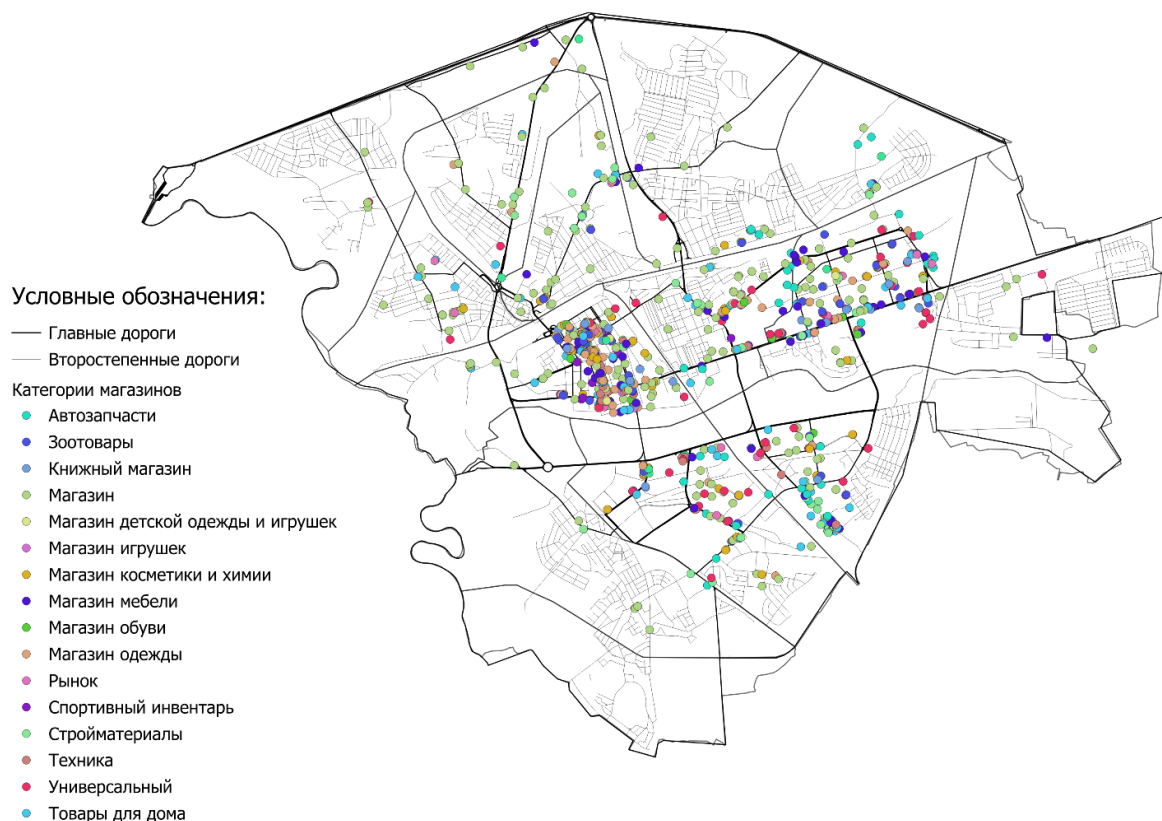 Условные обозначения:
Главные дороги
Второстепенные дороги
Категории магазинов
Автозапчасти
Зоотовары
Книжный магазин
Магазин
Магазин детской одежды и игрушек
Магазин игрушек
Магазин косметики и химии
Магазин мебели
Магазин обуви
Магазин одежды
Рынок
Спортивный инвентарь
Стройматериалы
Техника
Универсальный
Товары для дома